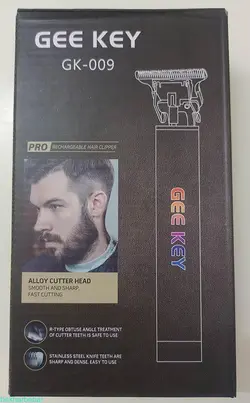 GEE KEY
GK-009
PRO RECHARGEABLE HAIR CLIPPER
GEE KEY
ALLOY CUTTER HEAD
SMOOTH AND SHARP
FAST CUTTING
R-TYPE OBTUSE ANGLE TREATMENT
OF CUTTER TEETH IS SAFE TO USE
STAINLESS STEEL KNIFE TEETH ARE
SHARP AND DENSE. EASY TO USE